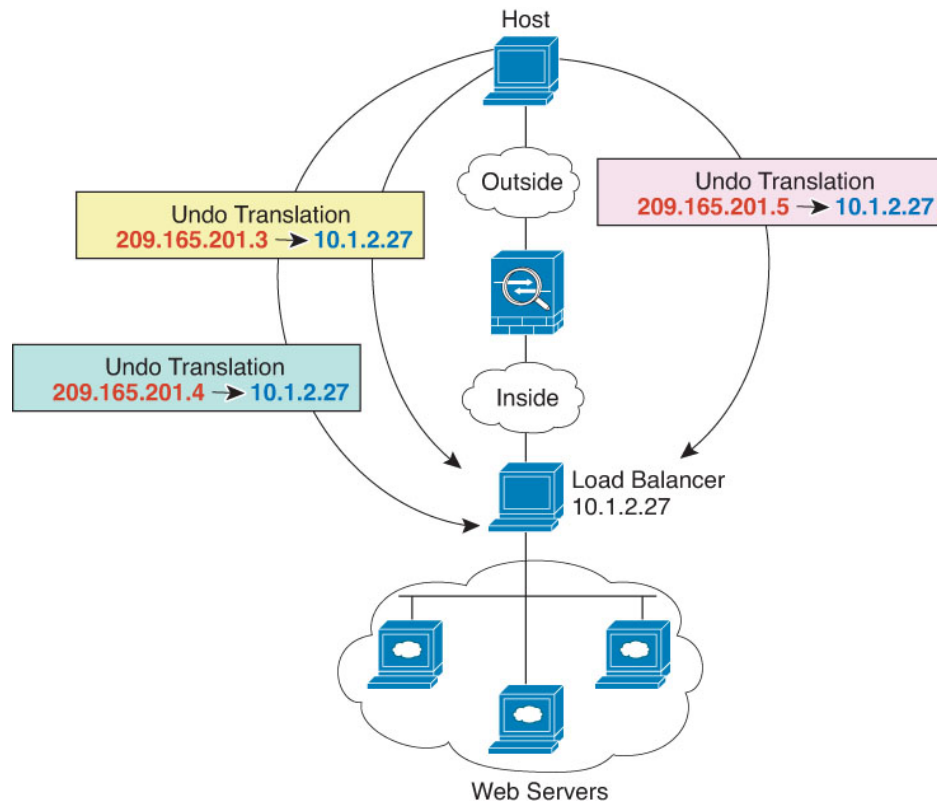 Host
Outside
Undo Translation
209.165.201.3 → 10.1.2.27
Undo Translation
209.165.201.5 → 10.1.2.27
Undo Translation
209.165.201.4 → 10.1.2.27
Inside
Load Balancer
10.1.2.27
Web Servers